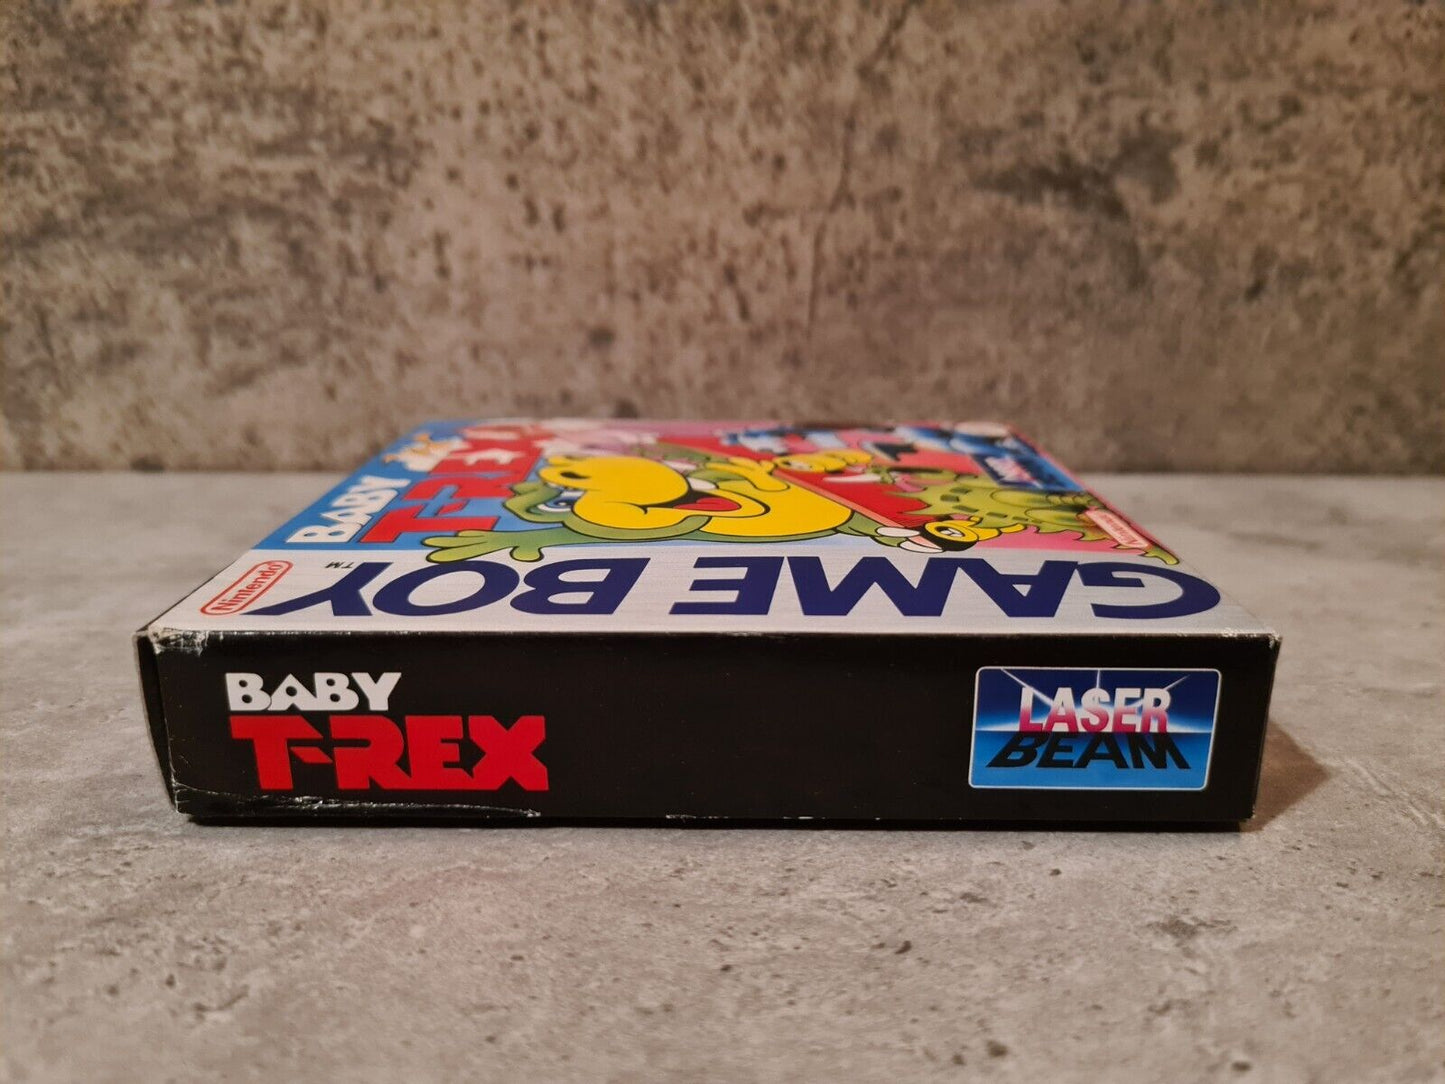 BABY
T-REX
Nintendo
GAME BOY
TM
BABY
T-REX
LASER
BEAM